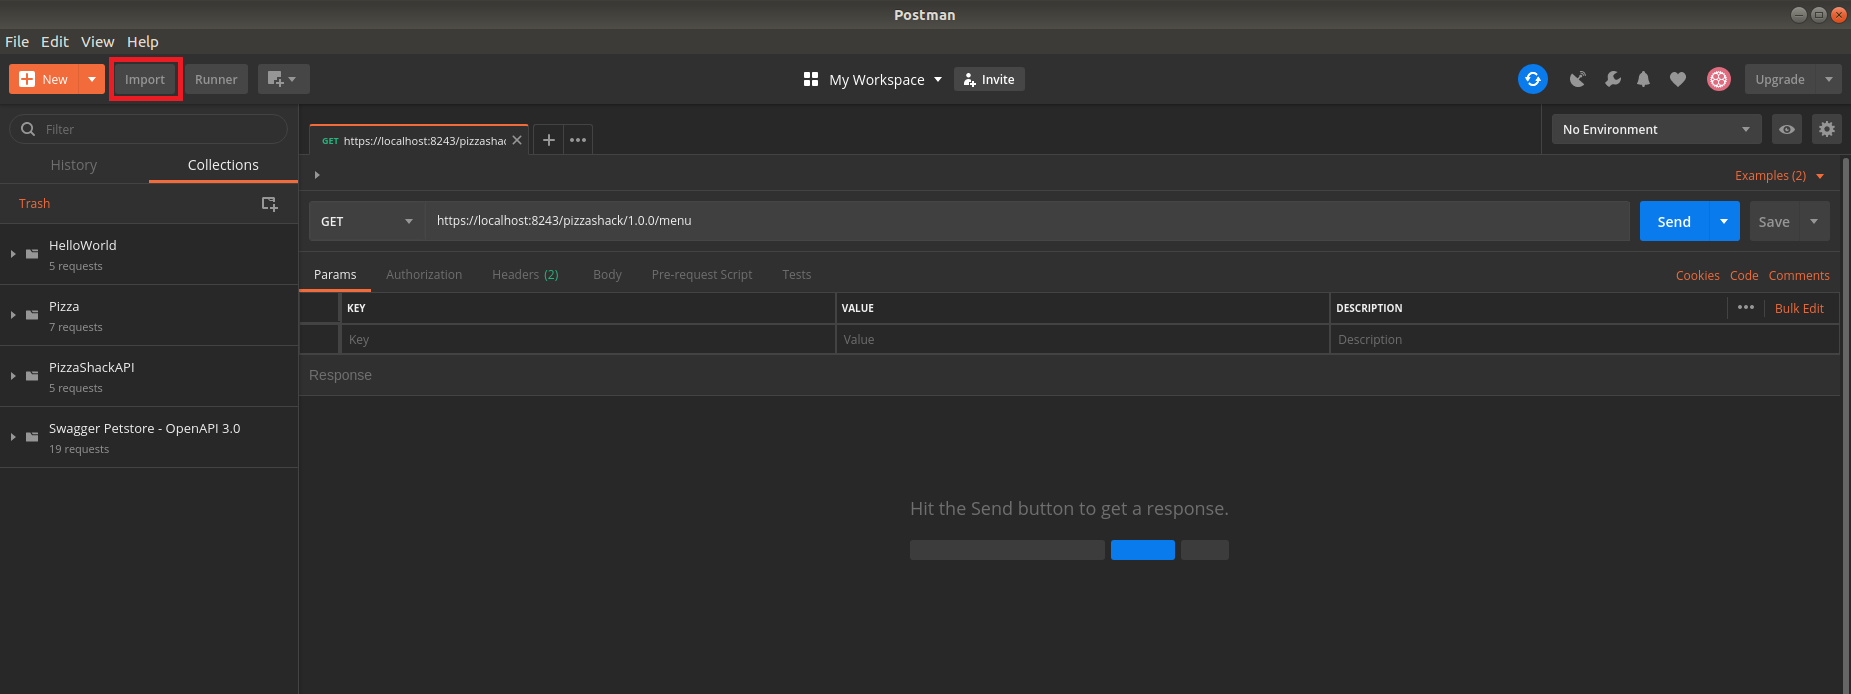 Postman
File Edit View Help
New Import Runner My Workspace Invite Upgrade
Filter
History Collections
Trash
HelloWorld
5 requests
Pizza
7 requests
PizzaShackAPI
5 requests
Swagger Petstore - OpenAPI 3.0
19 requests
GET https://localhost:8243/pizzashac
No Environment
Examples (2)
GET https://localhost:8243/pizzashack/1.0.0/menu Send Save
Params Authorization Headers (2) Body Pre-request Script Tests Cookies Code Comments
KEY VALUE DESCRIPTION Bulk Edit
Key Value Description
Response
Hit the Send button to get a response.